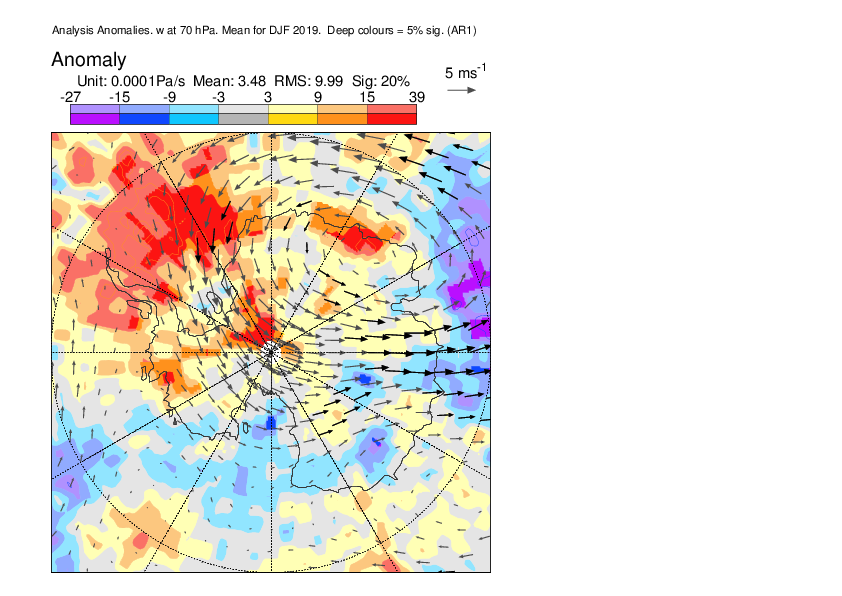 Analysis Anomalies. w at 70 hPa. Mean for DJF 2019. Deep colours = 5% sig. (AR1)
Anomaly
Unit: 0.0001Pa/s Mean: 3.48 RMS: 9.99 Sig: 20%
5 ms-1
-27 -15 -9 -3 3 9 15 39